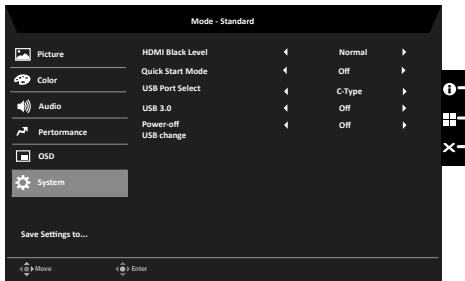 Mode - Standard
Picture
Color
Audio
Pertormance
OSD
System
HDMI Black Level Normal
Quick Start Mode Off
USB Port Select C-Type
USB 3.0 Off
Power-off Off
USB change
Save Settings to...
Move Enter